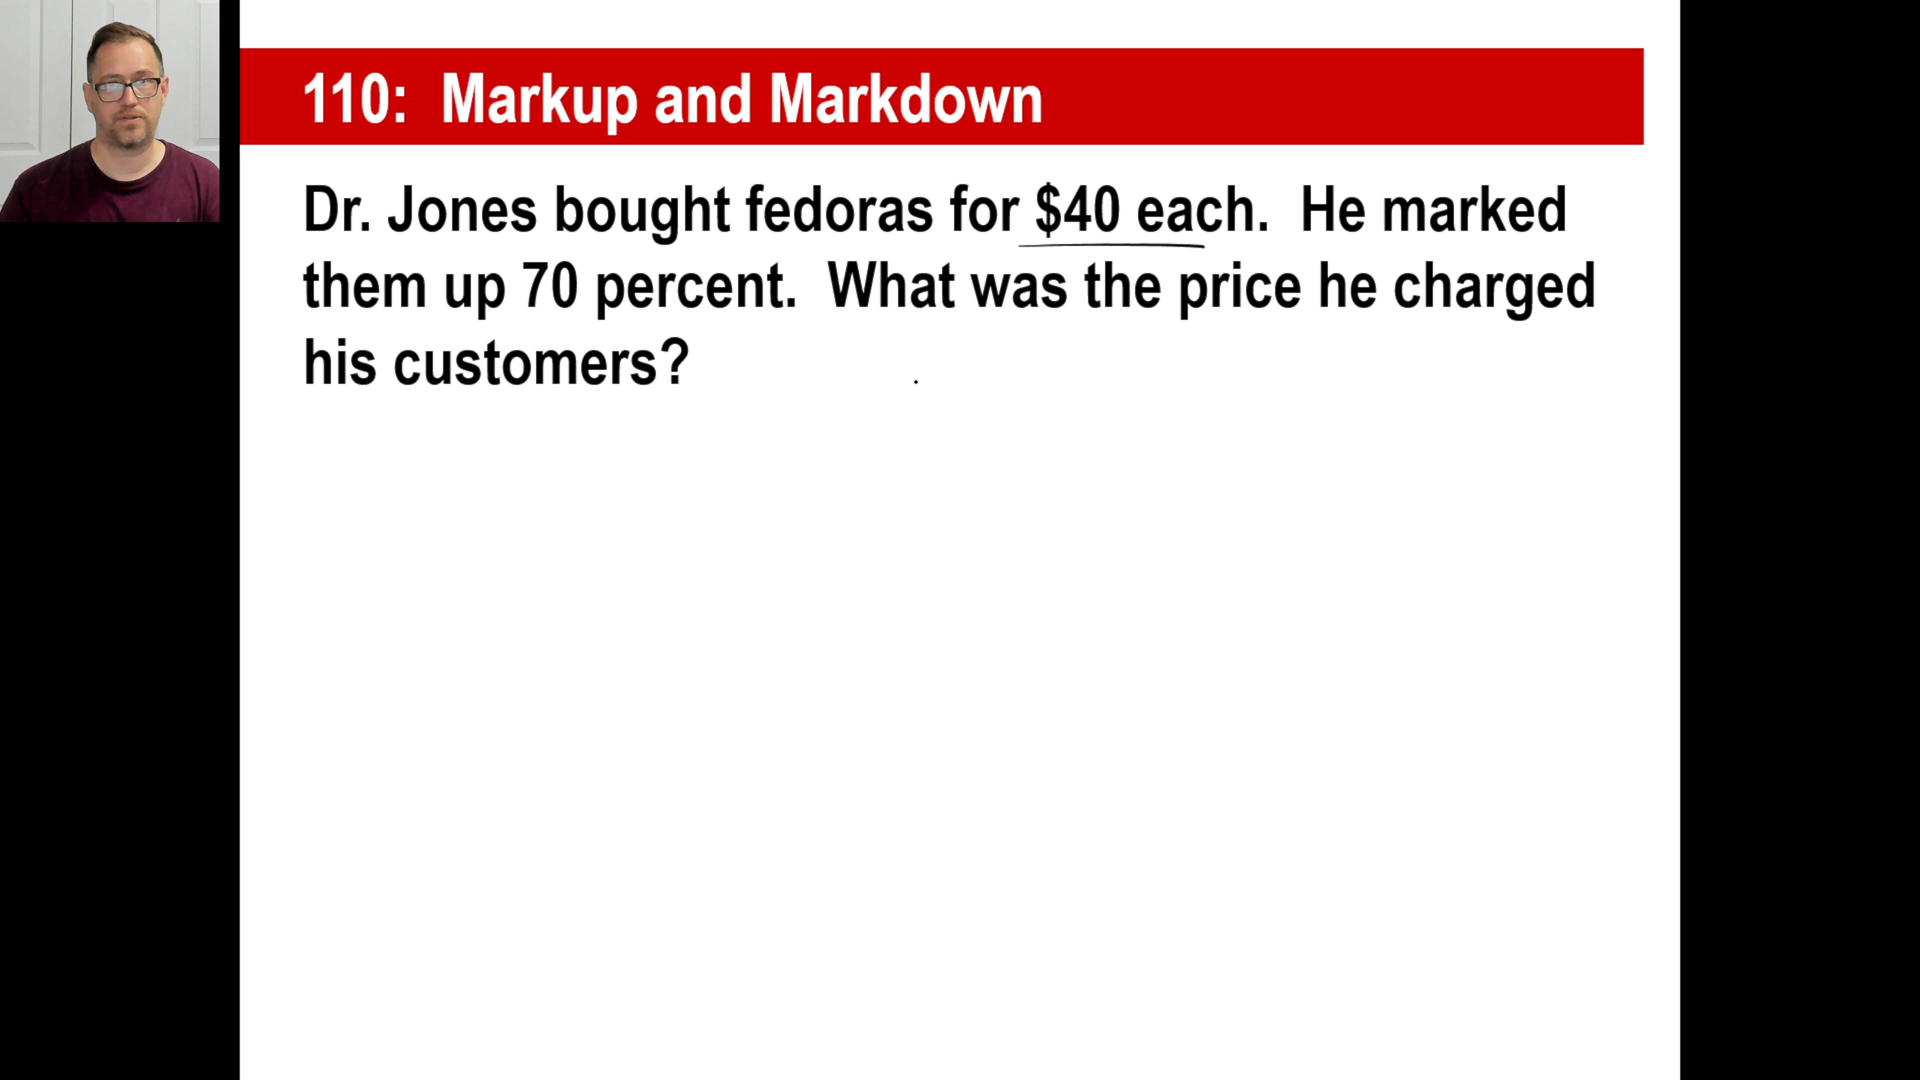 110: Markup and Markdown
Dr. Jones bought fedoras for $40 each. He marked
them up 70 percent. What was the price he charged
his customers?